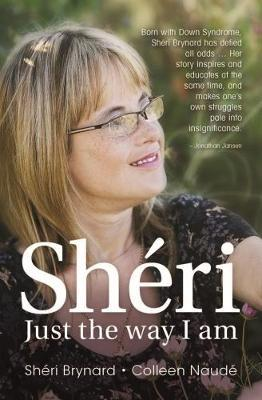 Born with Down Syndrome,
Shéri Brynard has defied
all odds ... Her
story inspires and
educates at the
same time, and
makes one's
own struggles
pale into
insignificance.
– Jonathan Jansen
Shéri
Just the way I am
Shéri Brynard • Colleen Naudé